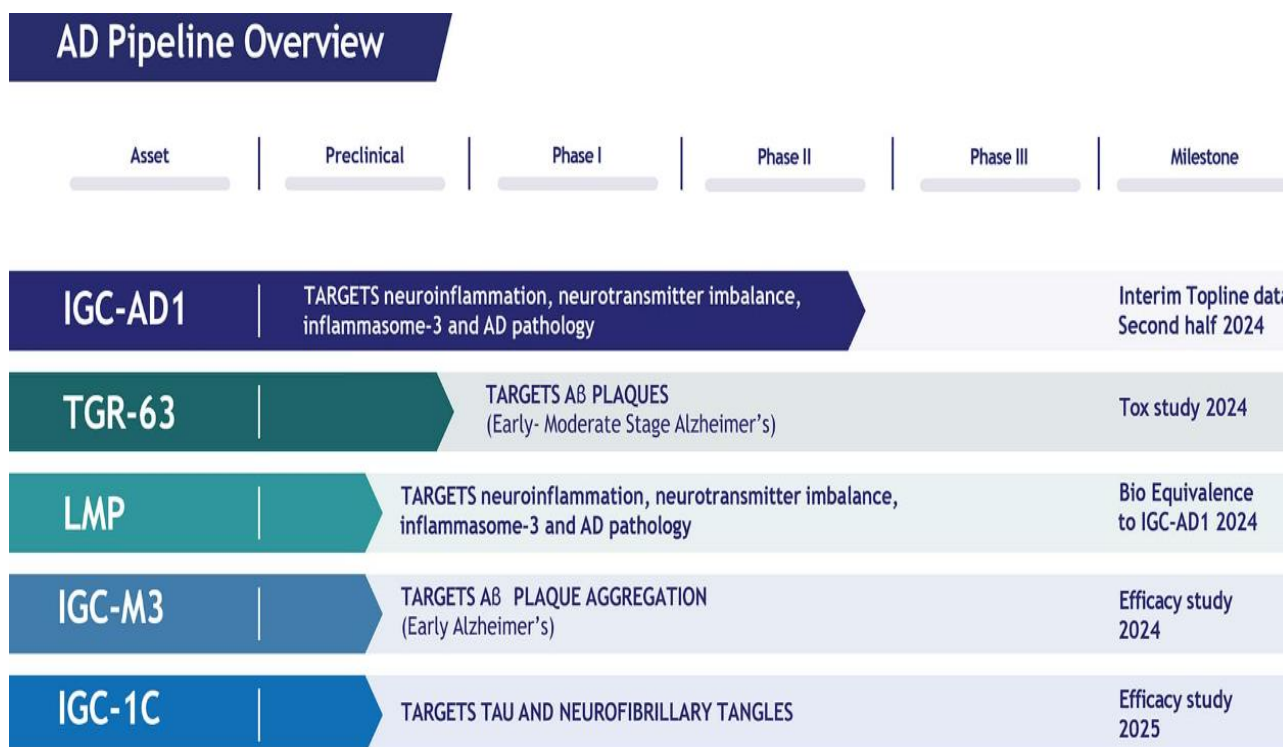 AD Pipeline Overview
Asset
Preclinical
Phase I
Phase II
Phase III
Milestone
IGC-AD1
TARGETS neuroinflammation, neurotransmitter imbalance,
inflammasome-3 and AD pathology
Interim Topline data
Second half 2024
TGR-63
TARGETS Aß PLAQUES
(Early- Moderate Stage Alzheimer’s)
Tox study 2024
LMP
TARGETS neuroinflammation, neurotransmitter imbalance,
inflammasome-3 and AD pathology
Bio Equivalence
to IGC-AD1 2024
IGC-M3
TARGETS Aß PLAQUE AGGREGATION
(Early Alzheimer’s)
Efficacy study
2024
IGC-1C
TARGETS TAU AND NEUROFIBRILLARY TANGLES
Efficacy study
2025